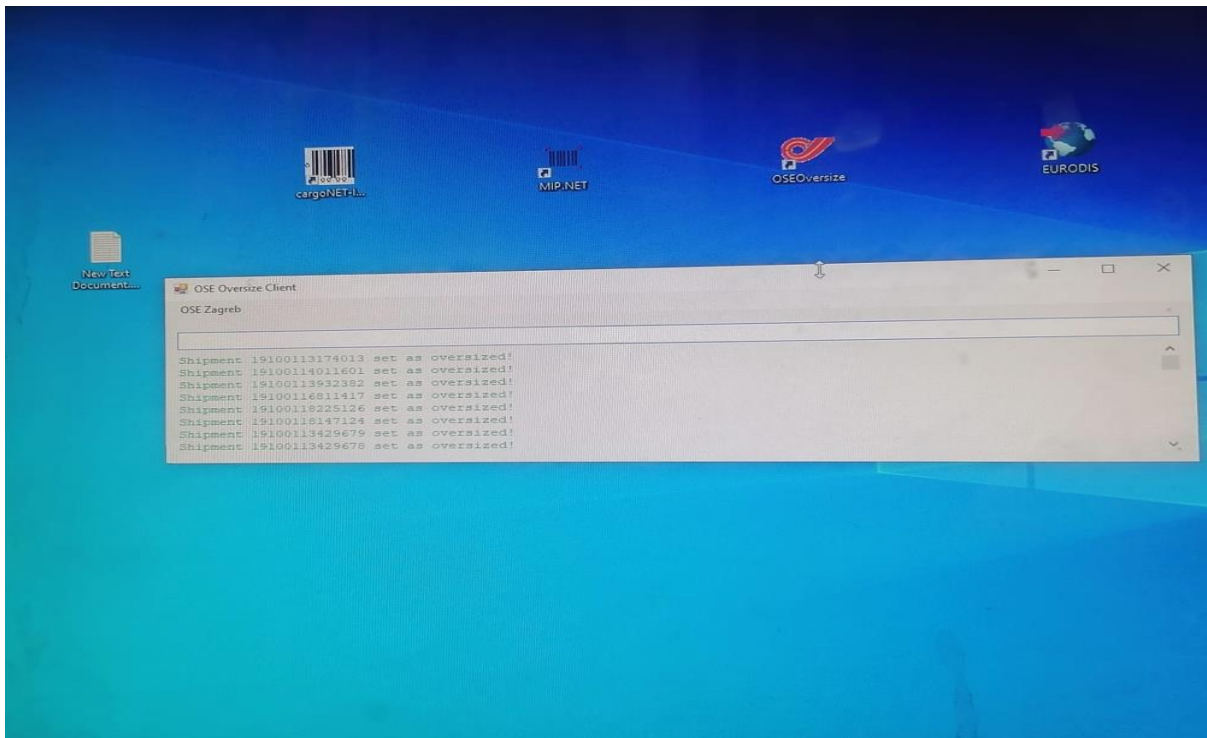 cargoNET-I...
MIP.NET
OSEOversize
EURODIS
New Text
Document....
OSE Oversize Client
OSE Zagreb
Shipment 19100113174013 set as oversized!
Shipment 19100114011601 set as oversized!
Shipment 19100113932382 set as oversized!
Shipment 19100116811417 set as oversized!
Shipment 19100118225126 set as oversized!
Shipment 19100118147124 set as oversized!
Shipment 19100113429679 set as oversized!
Shipment 19100113429678 set as oversized!